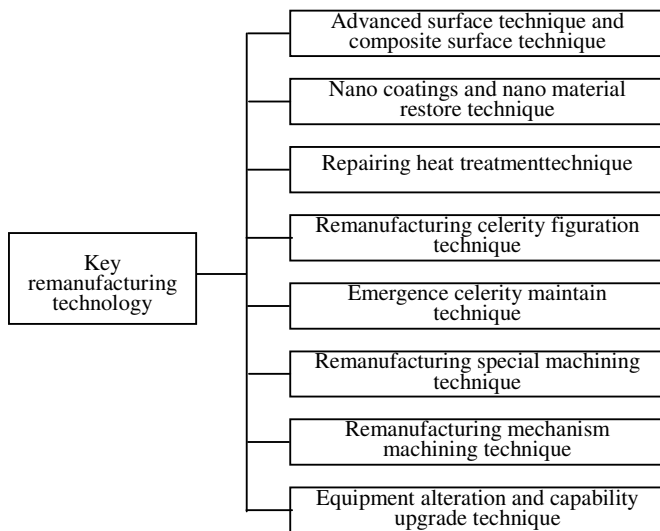 Advanced surface technique and
composite surface technique
Nano coatings and nano material
restore technique
Repairing heat treatmenttechnique
Remanufacturing celerity figuration
technique
Key
remanufacturing
technology
Emergence celerity maintain
technique
Remanufacturing special machining
technique
Remanufacturing mechanism
machining technique
Equipment alteration and capability
upgrade technique